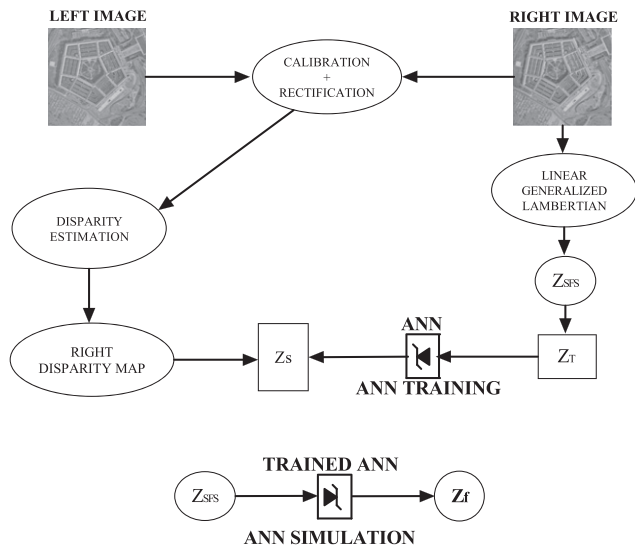 LEFT IMAGE
RIGHT IMAGE
CALIBRATION
+
RECTIFICATION
LINEAR
GENERALIZED
LAMBERTIAN
DISPARITY
ESTIMATION
ZSFS
ANN
RIGHT
DISPARITY MAP
ZS
ZT
ANN TRAINING
TRAINED ANN
ZSFS
Zf
ANN SIMULATION